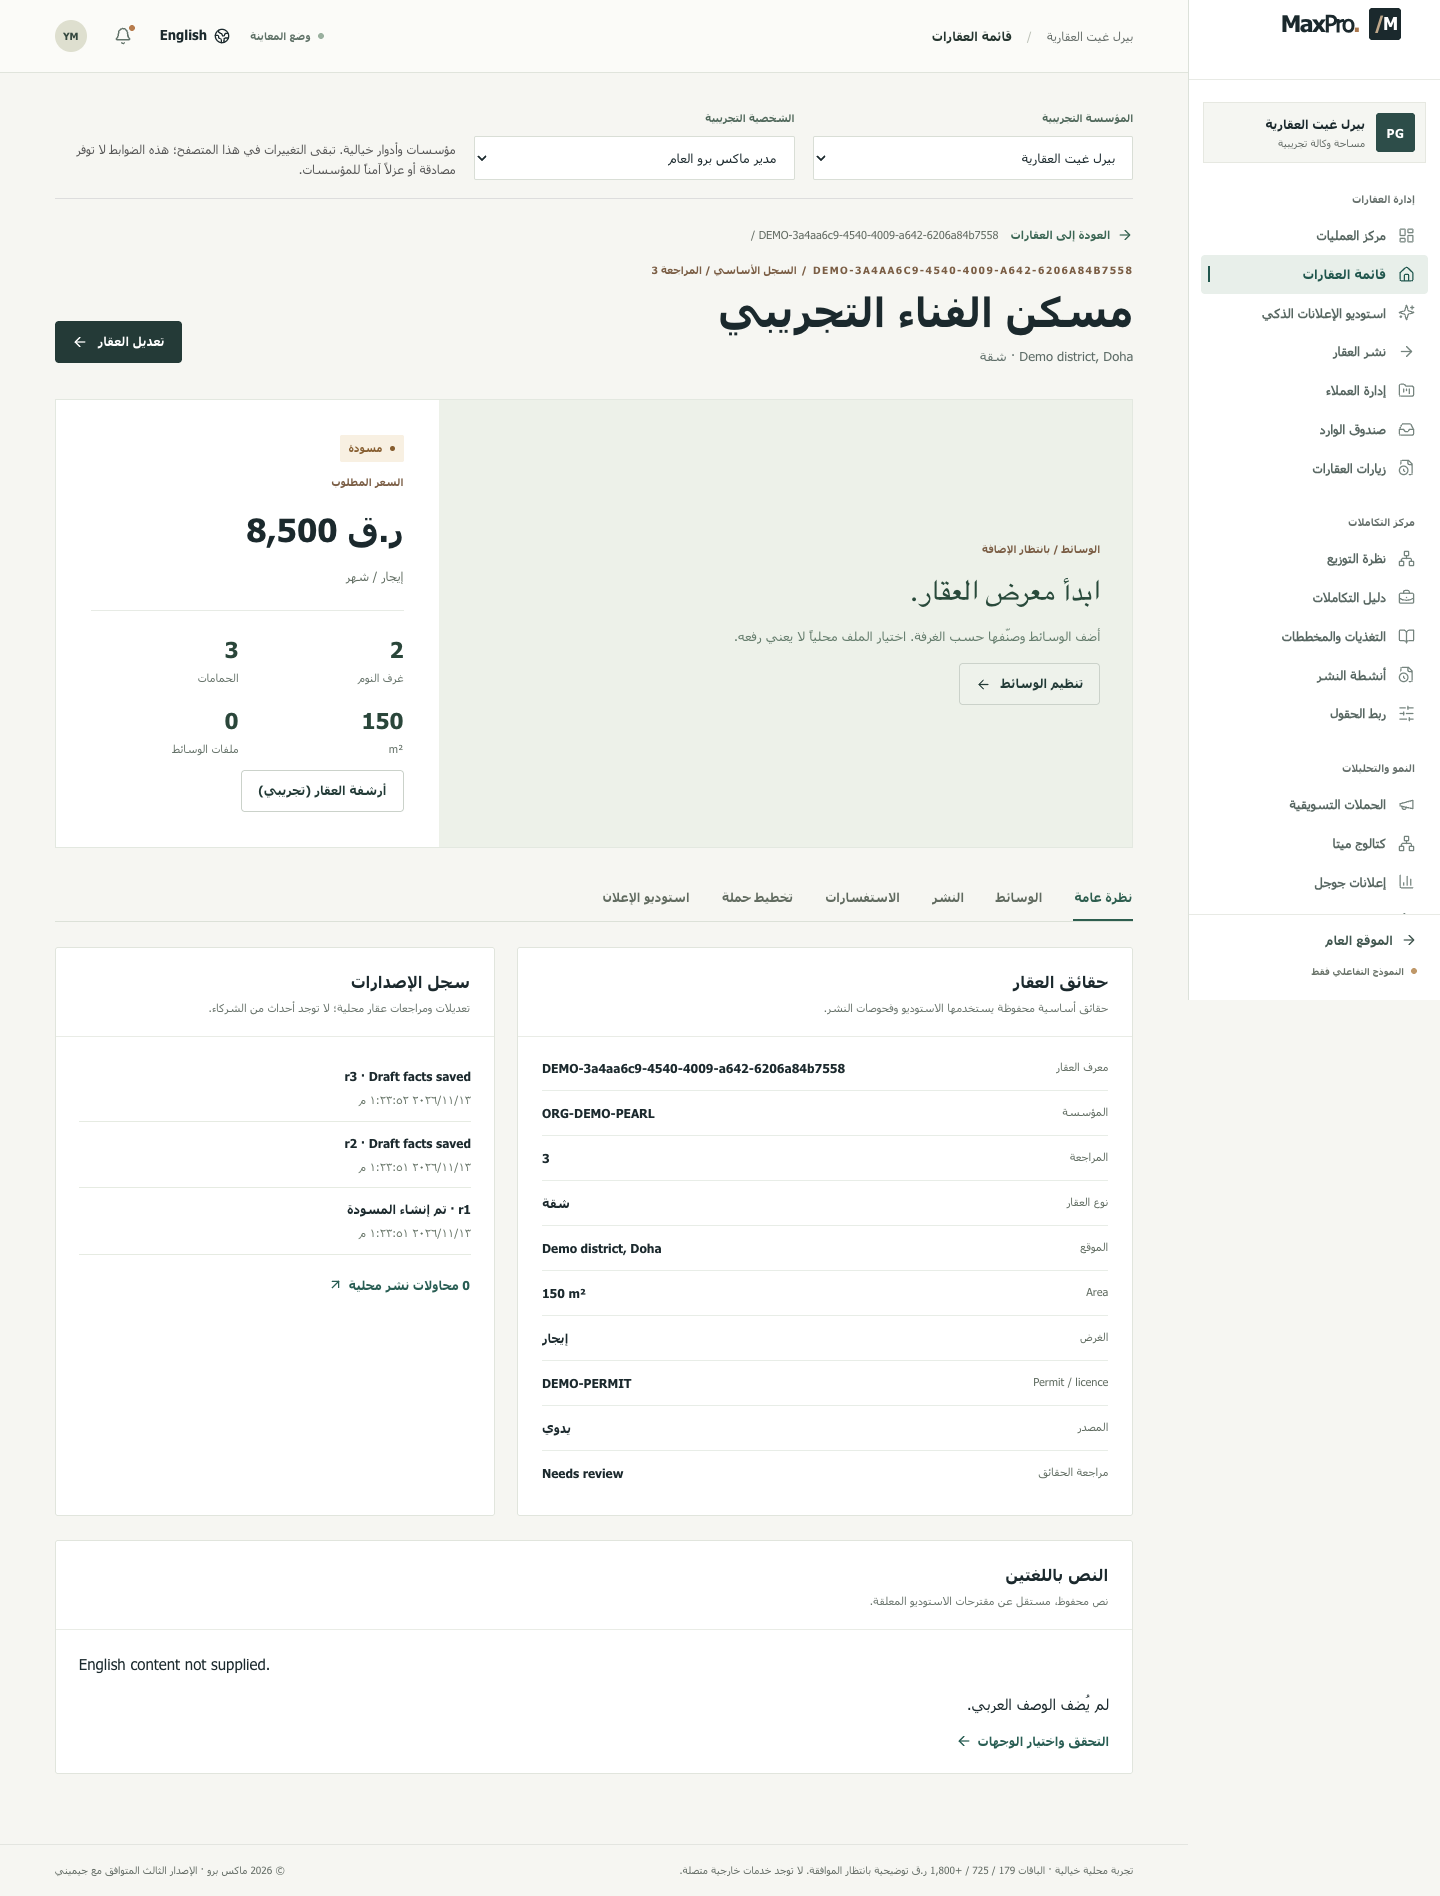 /M MaxPro.
PG
بيرل غيت العقارية
مساحة وكالة تجريبية
إدارة العقارات
مركز العمليات
قائمة العقارات
استوديو الإعلانات الذكي
نشر العقار
إدارة العملاء
صندوق الوارد
زيارات العقارات
مركز التكاملات
نظرة التوزيع
دليل التكاملات
التغذيات والمخططات
أنشطة النشر
ربط الحقول
النمو والتحليلات
الحملات التسويقية
كتالوج ميتا
إعلانات جوجل
الموقع العام
النموذج التفاعلي فقط
بيرل غيت العقارية / قائمة العقارات
وضع المعاينة
English
YM
المؤسسة التجريبية
بيرل غيت العقارية
الشخصية التجريبية
مدير ماكس برو العام
مؤسسات وأدوار خيالية. تبقى التغييرات في هذا المتصفح؛ هذه الضوابط لا توفر
مصادقة أو عزلاً آمناً للمؤسسات.
العودة إلى العقارات DEMO-3a4aa6c9-4540-4009-a642-6206a84b7558 /
DEMO-3A4AA6C9-4540-4009-A642-6206A84B7558 / السجل الأساسي / المراجعة 3
مسكن الفناء التجريبي
Demo district, Doha · شقة
تعديل العقار
الوسائط / بانتظار الإضافة
ابدأ معرض العقار.
أضف الوسائط وصنّفها حسب الغرفة. اختيار الملف محلياً لا يعني رفعه.
تنظيم الوسائط
مسودة
السعر المطلوب
ر.ق 8,500
إيجار / شهر
2
غرف النوم
3
الحمامات
150
m²
0
ملفات الوسائط
أرشفة العقار (تجريبي)
نظرة عامة
الوسائط
النشر
الاستفسارات
تخطيط حملة
استوديو الإعلان
حقائق العقار
حقائق أساسية محفوظة يستخدمها الاستوديو وفحوصات النشر.
معرف العقار DEMO-3a4aa6c9-4540-4009-a642-6206a84b7558
المؤسسة ORG-DEMO-PEARL
المراجعة 3
نوع العقار شقة
الموقع Demo district, Doha
Area 150 m²
الغرض إيجار
Permit / licence DEMO-PERMIT
المصدر يدوي
مراجعة الحقائق Needs review
سجل الإصدارات
تعديلات ومراجعات عقار محلية؛ لا توجد أحداث من الشركاء.
r3 · Draft facts saved
١٣‏/١١‏/٢٠٢٦ ١:٢٣:٥٢ م
r2 · Draft facts saved
١٣‏/١١‏/٢٠٢٦ ١:٢٣:٥١ م
r1 · تم إنشاء المسودة
١٣‏/١١‏/٢٠٢٦ ١:٢٣:٥١ م
0 محاولات نشر محلية
النص باللغتين
نص محفوظ، مستقل عن مقترحات الاستوديو المعلقة.
English content not supplied.
لم يُضف الوصف العربي.
التحقق واختيار الوجهات
تجربة محلية خيالية · الباقات 179 / 725 / +1,800 ر.ق توضيحية بانتظار الموافقة. لا توجد خدمات خارجية متصلة.
© 2026 ماكس برو · الإصدار الثالث المتوافق مع جيميني